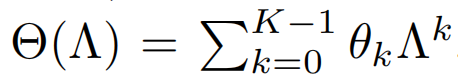 Θ(Λ) = ∑_{k=0}^{K−1} θ_k Λ^k